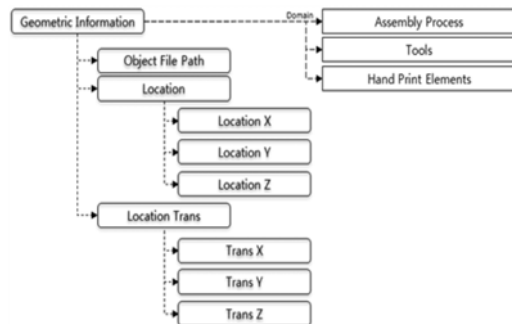 Geometric Information
Domain
Assembly Process
Tools
Hand Print Elements
Object File Path
Location
Location X
Location Y
Location Z
Location Trans
Trans X
Trans Y
Trans Z